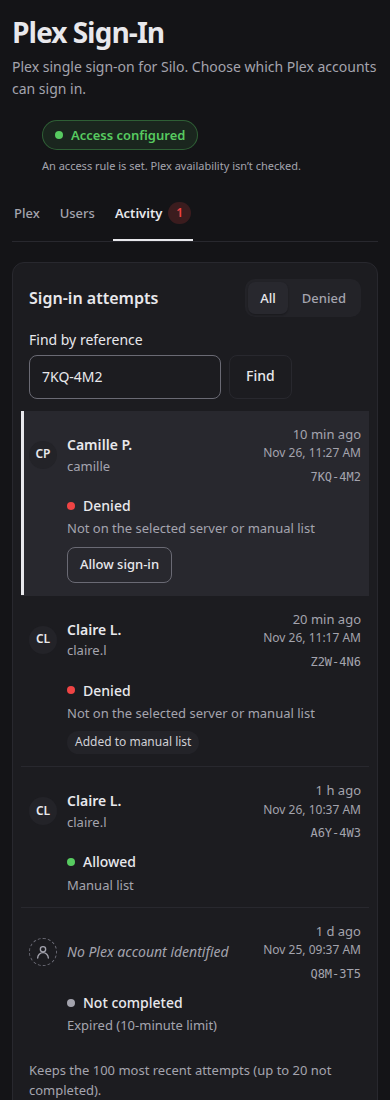 Plex Sign-In
Plex single sign-on for Silo. Choose which Plex accounts
can sign in.
Access configured
An access rule is set. Plex availability isn’t checked.
Plex Users Activity 1
Sign-in attempts All Denied
Find by reference
7KQ-4M2 Find
CP Camille P. 10 min ago
camille Nov 26, 11:27 AM
7KQ-4M2
Denied
Not on the selected server or manual list
Allow sign-in
CL Claire L. 20 min ago
claire.l Nov 26, 11:17 AM
Z2W-4N6
Denied
Not on the selected server or manual list
Added to manual list
CL Claire L. 1 h ago
claire.l Nov 26, 10:37 AM
A6Y-4W3
Allowed
Manual list
No Plex account identified 1 d ago
Nov 25, 09:37 AM
Q8M-3T5
Not completed
Expired (10-minute limit)
Keeps the 100 most recent attempts (up to 20 not
completed).